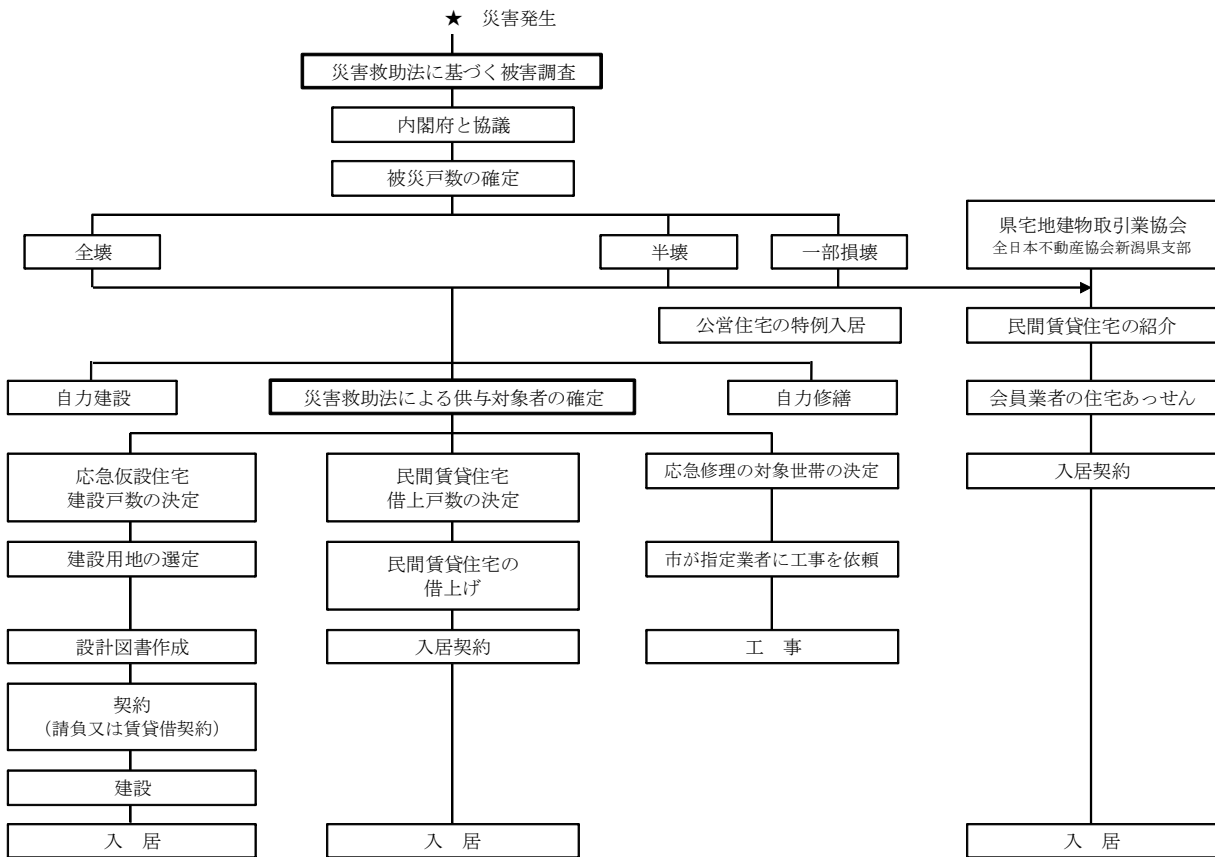 ★　災害発生
災害救助法に基づく被害調査
内閣府と協議
被災戸数の確定
県宅地建物取引業協会
全日本不動産協会新潟県支部
全壊
半壊
一部損壊
公営住宅の特例入居
民間賃貸住宅の紹介
自力建設
災害救助法による供与対象者の確定
自力修繕
会員業者の住宅あっせん
応急仮設住宅
建設戸数の決定
民間賃貸住宅
借上戸数の決定
応急修理の対象世帯の決定
入居契約
建設用地の選定
民間賃貸住宅の
借上げ
市が指定業者に工事を依頼
設計図書作成
入居契約
工　事
契約
（請負又は賃貸借契約）
建設
入　居
入　居
入　居